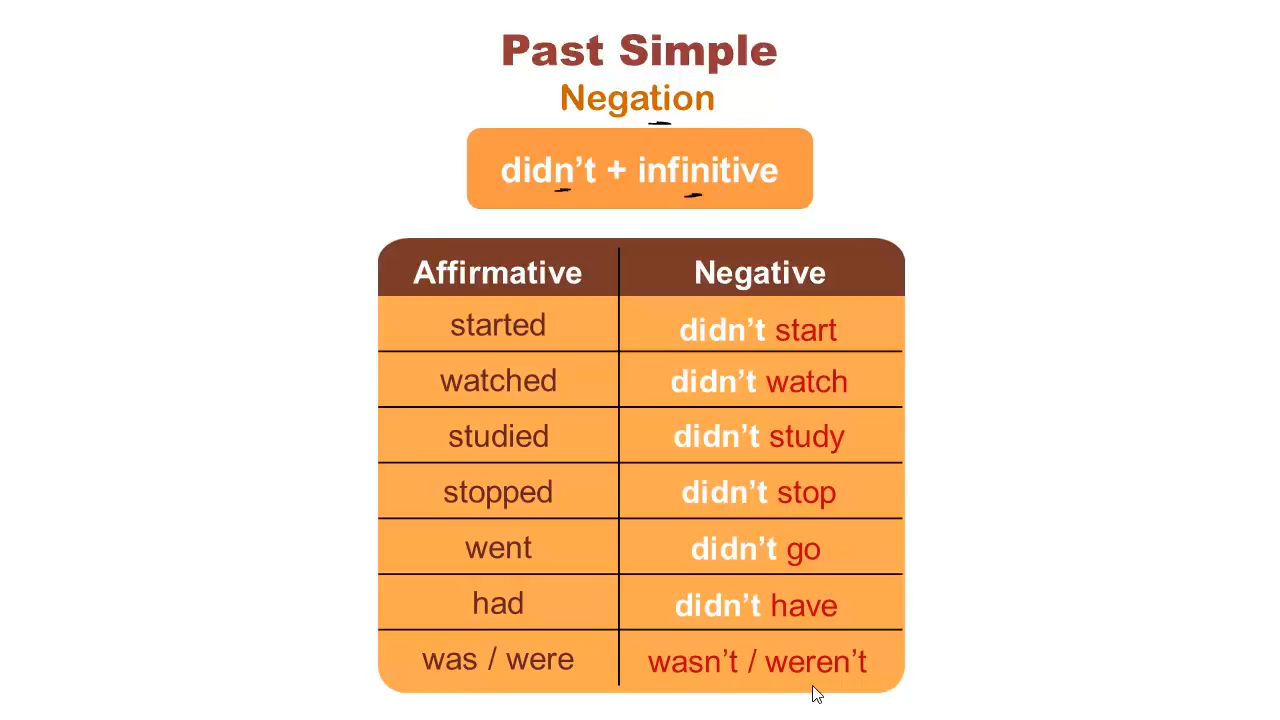 Past Simple
Negation
didn’t + infinitive
Affirmative Negative
started didn’t start
watched didn’t watch
studied didn’t study
stopped didn’t stop
went didn’t go
had didn’t have
was / were wasn’t / weren’t